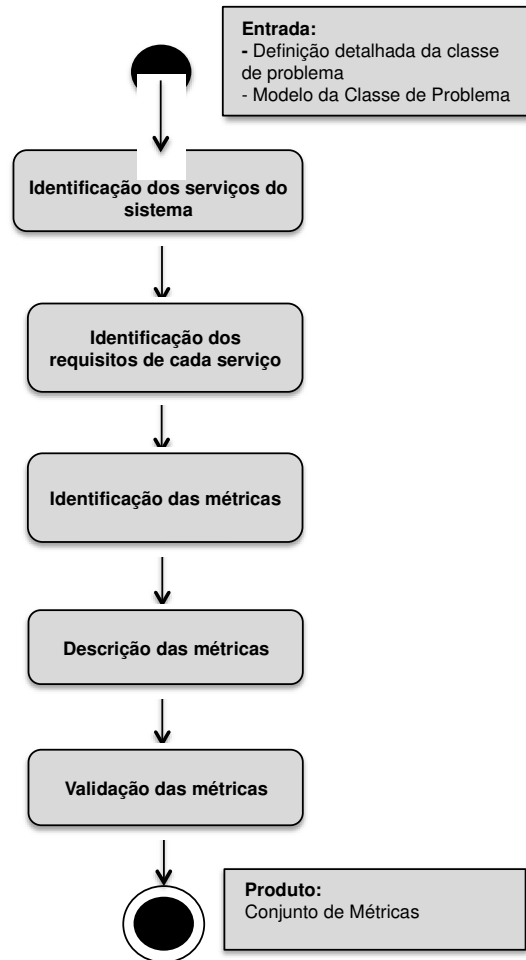 Entrada:
- Definição detalhada da classe
de problema
- Modelo da Classe de Problema
Identificação dos serviços do
sistema
Identificação dos
requisitos de cada serviço
Identificação das métricas
Descrição das métricas
Validação das métricas
Produto:
Conjunto de Métricas